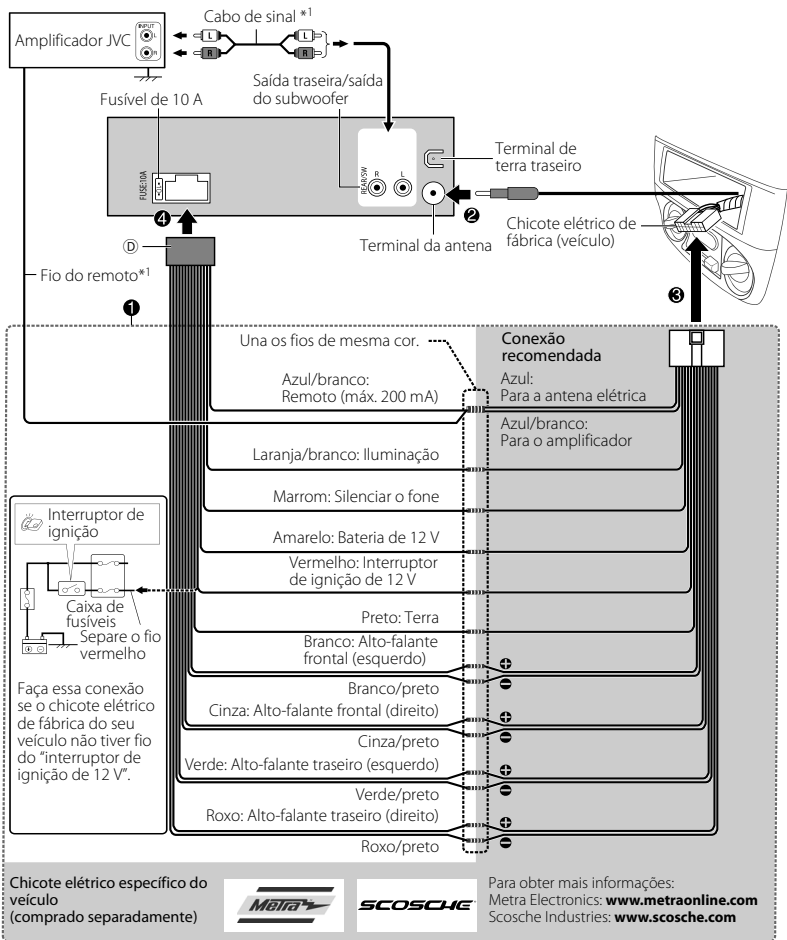 Cabo de sinal *1
Amplificador JVC
INPUT
L
R
L
R
L
R
Fusível de 10 A
Saída traseira/saída
do subwoofer
FUSE:10A
REAR/SW
R
L
Terminal de
terra traseiro
❹
❷
Terminal da antena
Chicote elétrico de
fábrica (veículo)
Ⓓ
Fio do remoto*1
❸
❶
Una os fios de mesma cor.
Conexão
recomendada
Azul/branco:
Remoto (máx. 200 mA)
Azul:
Para a antena elétrica
Azul/branco:
Para o amplificador
Laranja/branco: Iluminação
Marrom: Silenciar o fone
Amarelo: Bateria de 12 V
Vermelho: Interruptor
de ignição de 12 V
Preto: Terra
Branco: Alto-falante
frontal (esquerdo)
Branco/preto
Cinza: Alto-falante frontal (direito)
Cinza/preto
Verde: Alto-falante traseiro (esquerdo)
Verde/preto
Roxo: Alto-falante traseiro (direito)
Roxo/preto
Interruptor de
ignição
Caixa de
fusíveis
Separe o fio
vermelho
Faça essa conexão
se o chicote elétrico
de fábrica do seu
veículo não tiver fio
do “interruptor de
ignição de 12 V”.
Chicote elétrico específico do
veículo
(comprado separadamente)
Metra
SCOSCHE
Para obter mais informações:
Metra Electronics: www.metraonline.com
Scosche Industries: www.scosche.com